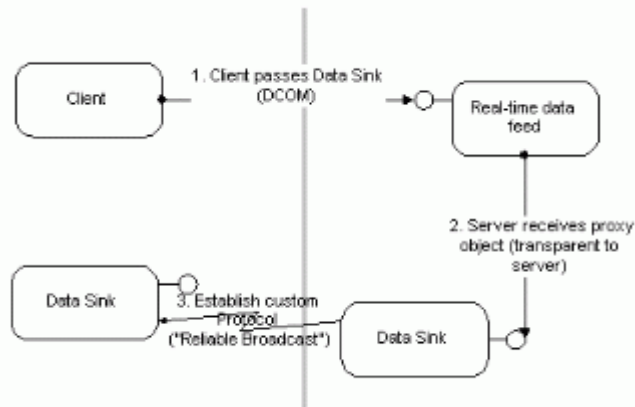 1. Client passes Data Sink
(DCOM)
Client
Real-time data
feed
2. Server receives proxy
object (transparent to
server)
Data Sink
3. Establish custom
Protocol
("Reliable Broadcast")
Data Sink